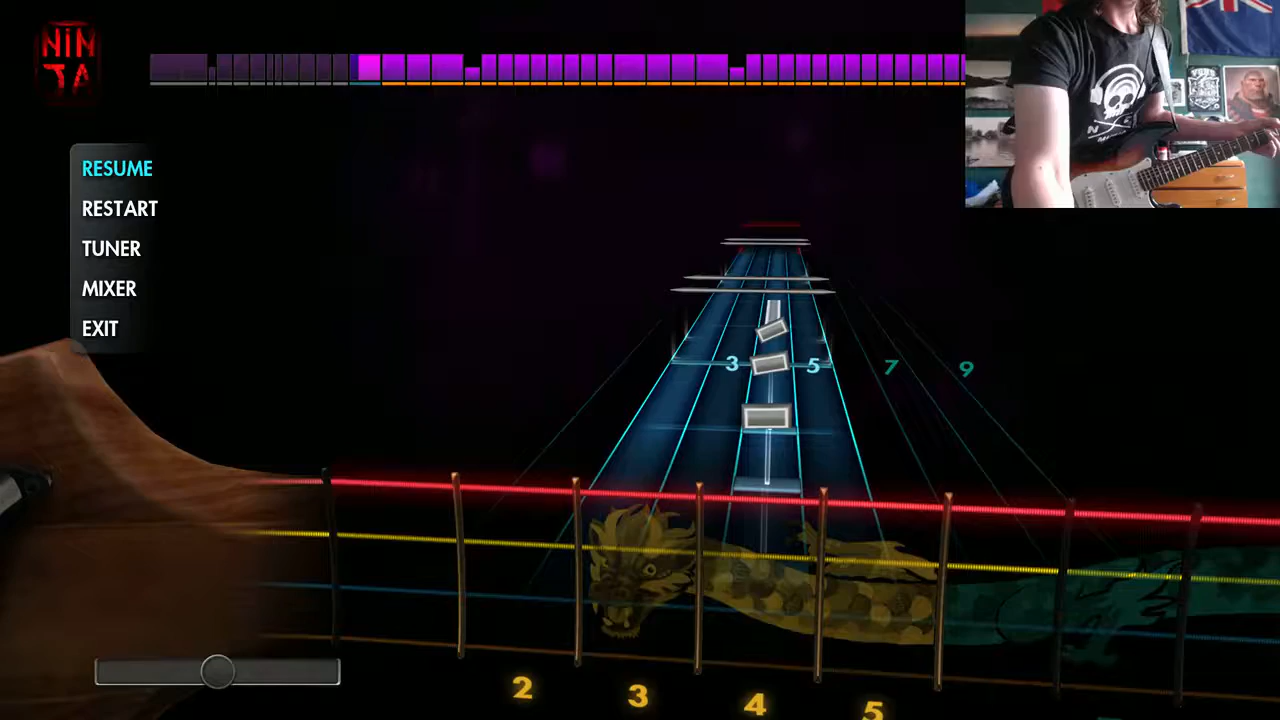 NIN
JA
RESUME
RESTART
TUNER
MIXER
EXIT
3 5 7 9
2 3 4 5